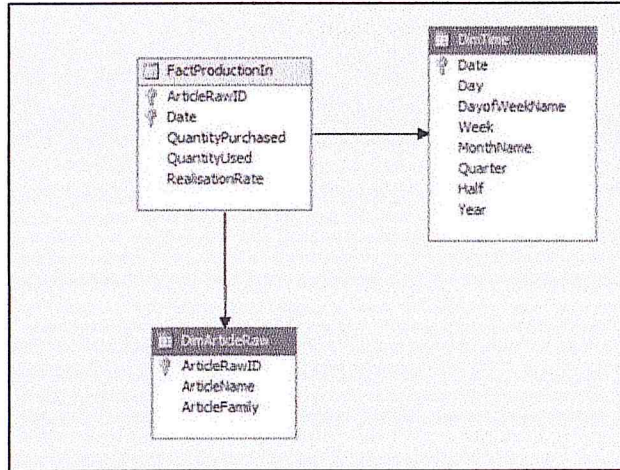 FactProductionIn
ArticleRawID
Date
QuantityPurchased
QuantityUsed
RealisationRate
DimTime
Date
Day
DayofWeekName
Week
MonthName
Quarter
Half
Year
DimArticleRaw
ArticleRawID
ArticleName
ArticleFamily